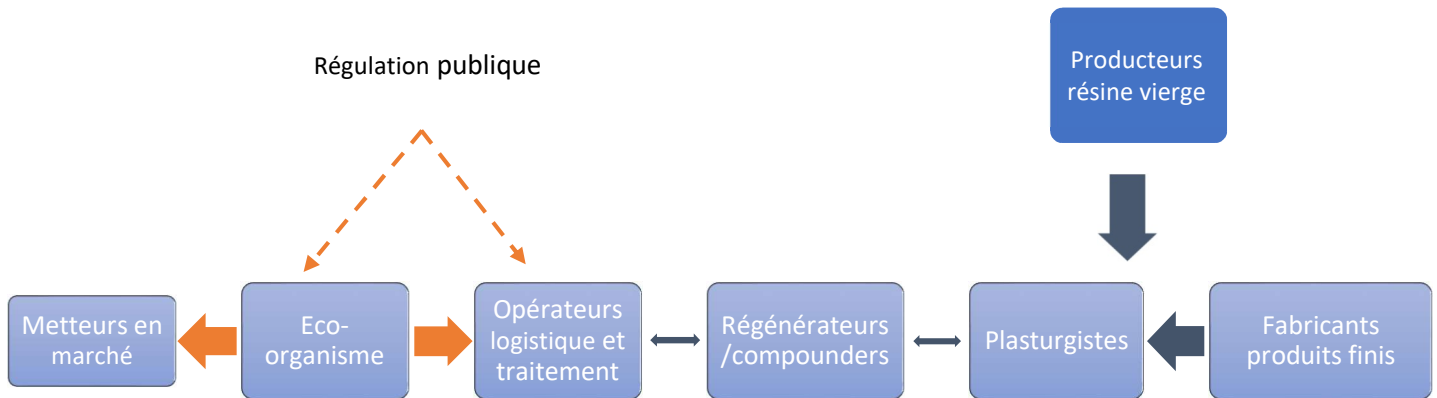 Régulation publique
Producteurs
résine vierge
Metteurs en
marché
Eco-
organisme
Opérateurs
logistique et
traitement
Régénérateurs
/compounders
Plasturgistes
Fabricants
produits finis